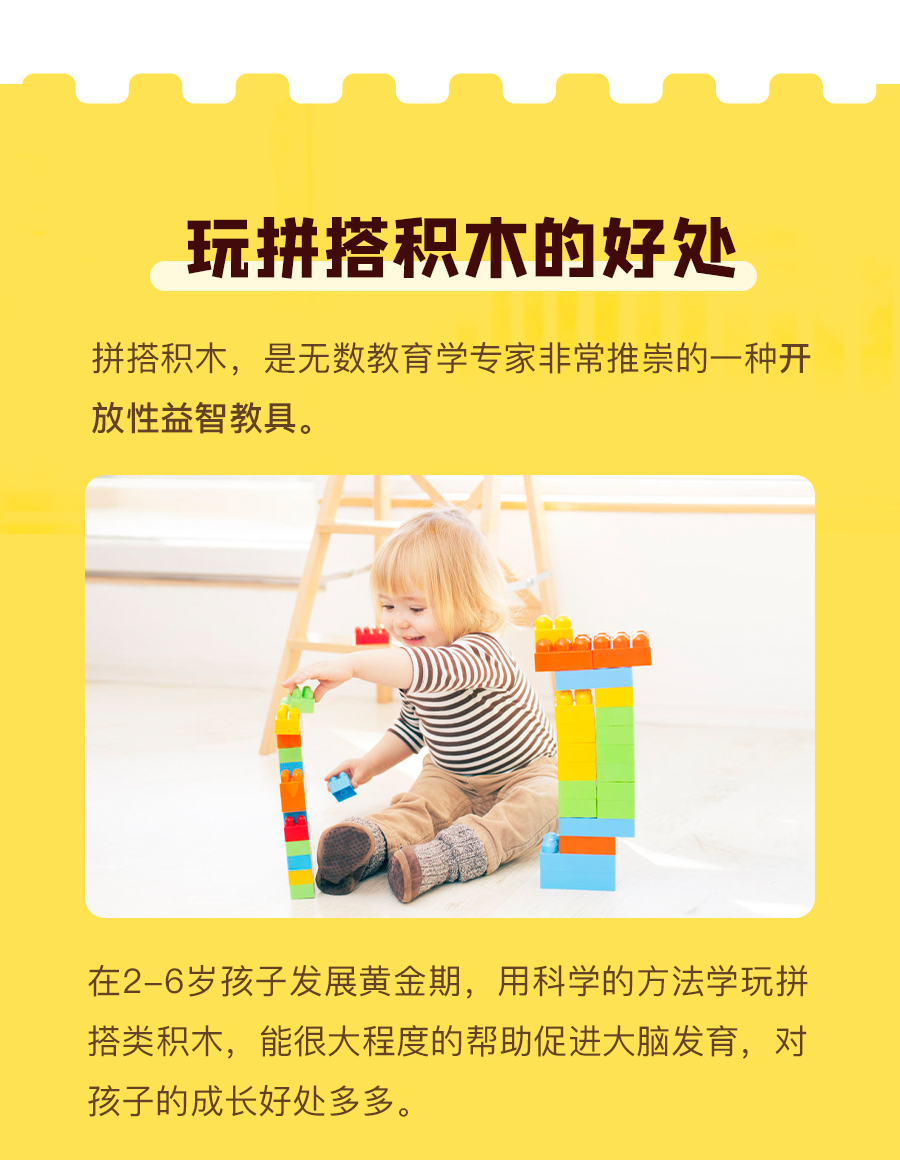 玩拼搭积木的好处
拼搭积木，是无数教育学专家非常推崇的一种开
放性益智教具。
在2-6岁孩子发展黄金期，用科学的方法学玩拼
搭类积木，能很大程度的帮助促进大脑发育，对
孩子的成长好处多多。